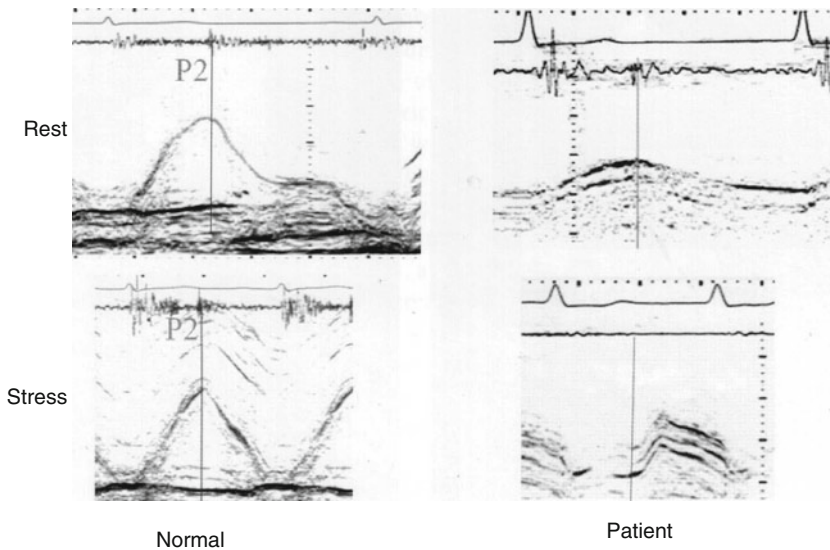 P2
Rest
P2
Stress
Normal
Patient